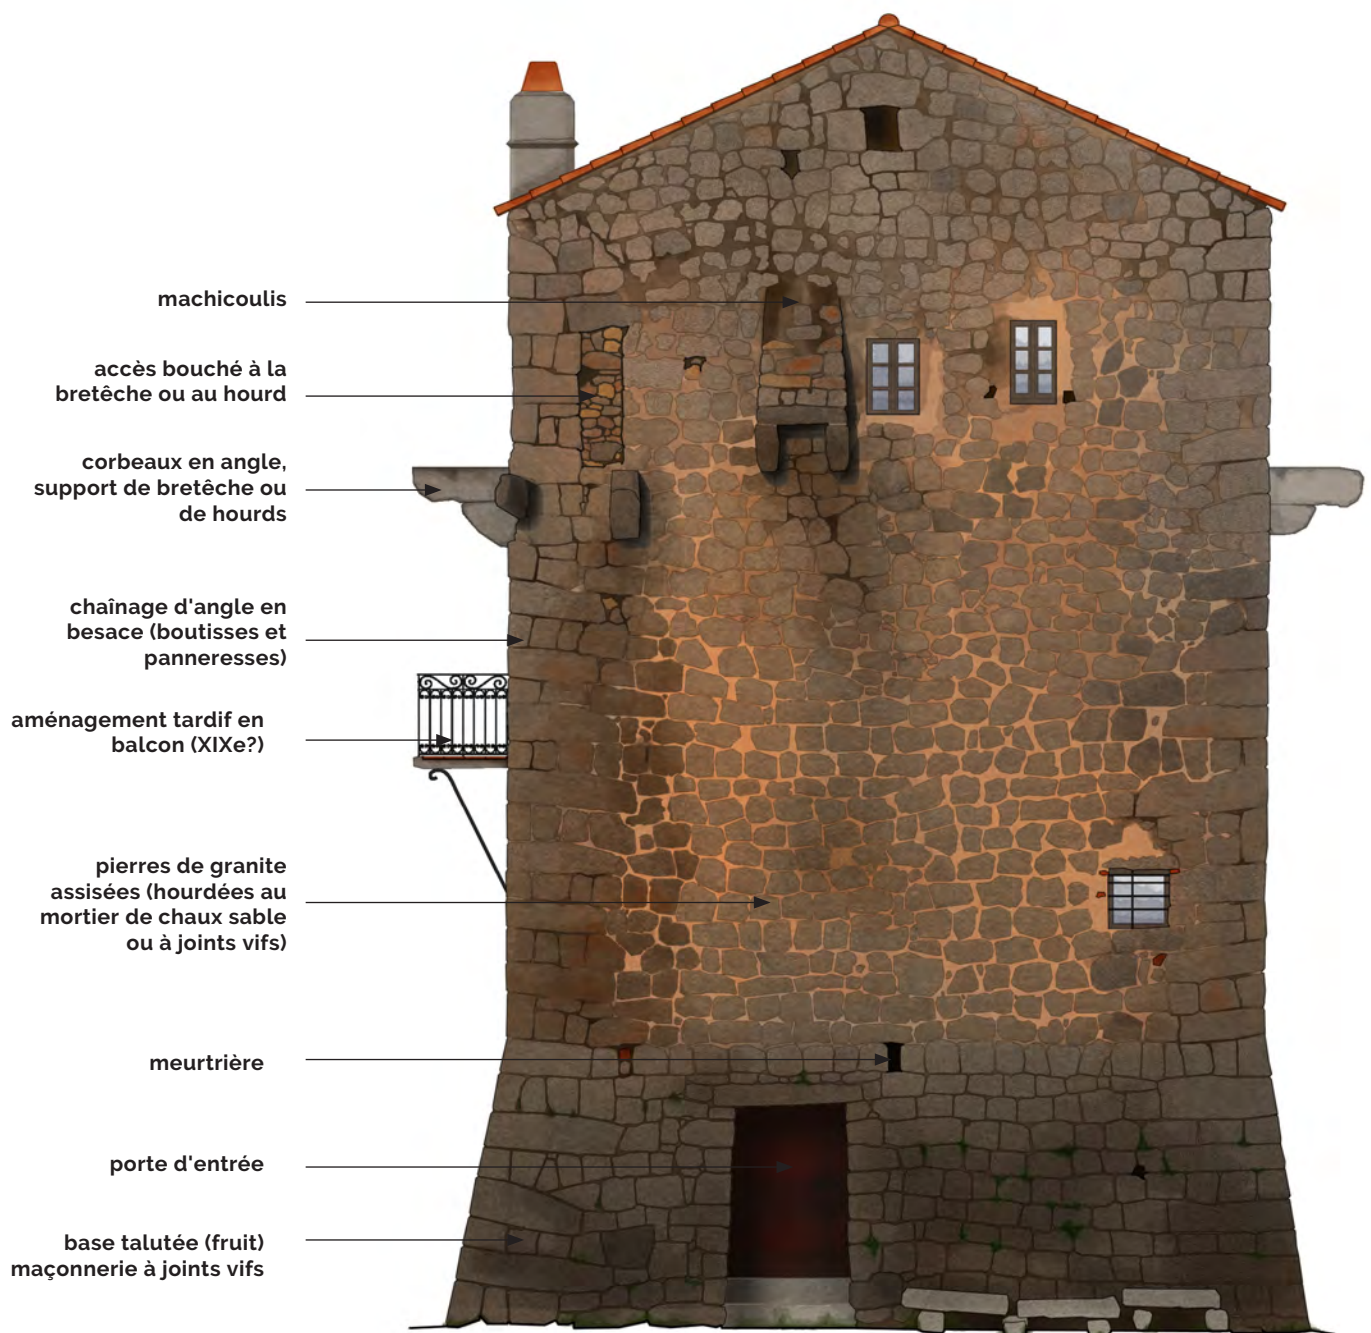 machicoulis
accès bouché à la
bretêche ou au hourd
corbeaux en angle,
support de bretêche ou
de hourds
chaînage d'angle en
besace (boutisses et
panneresses)
aménagement tardif en
balcon (XIXe?)
pierres de granite
assisées (hourdées au
mortier de chaux sable
ou à joints vifs)
meurtrière
porte d'entrée
base talutée (fruit)
maçonnerie à joints vifs